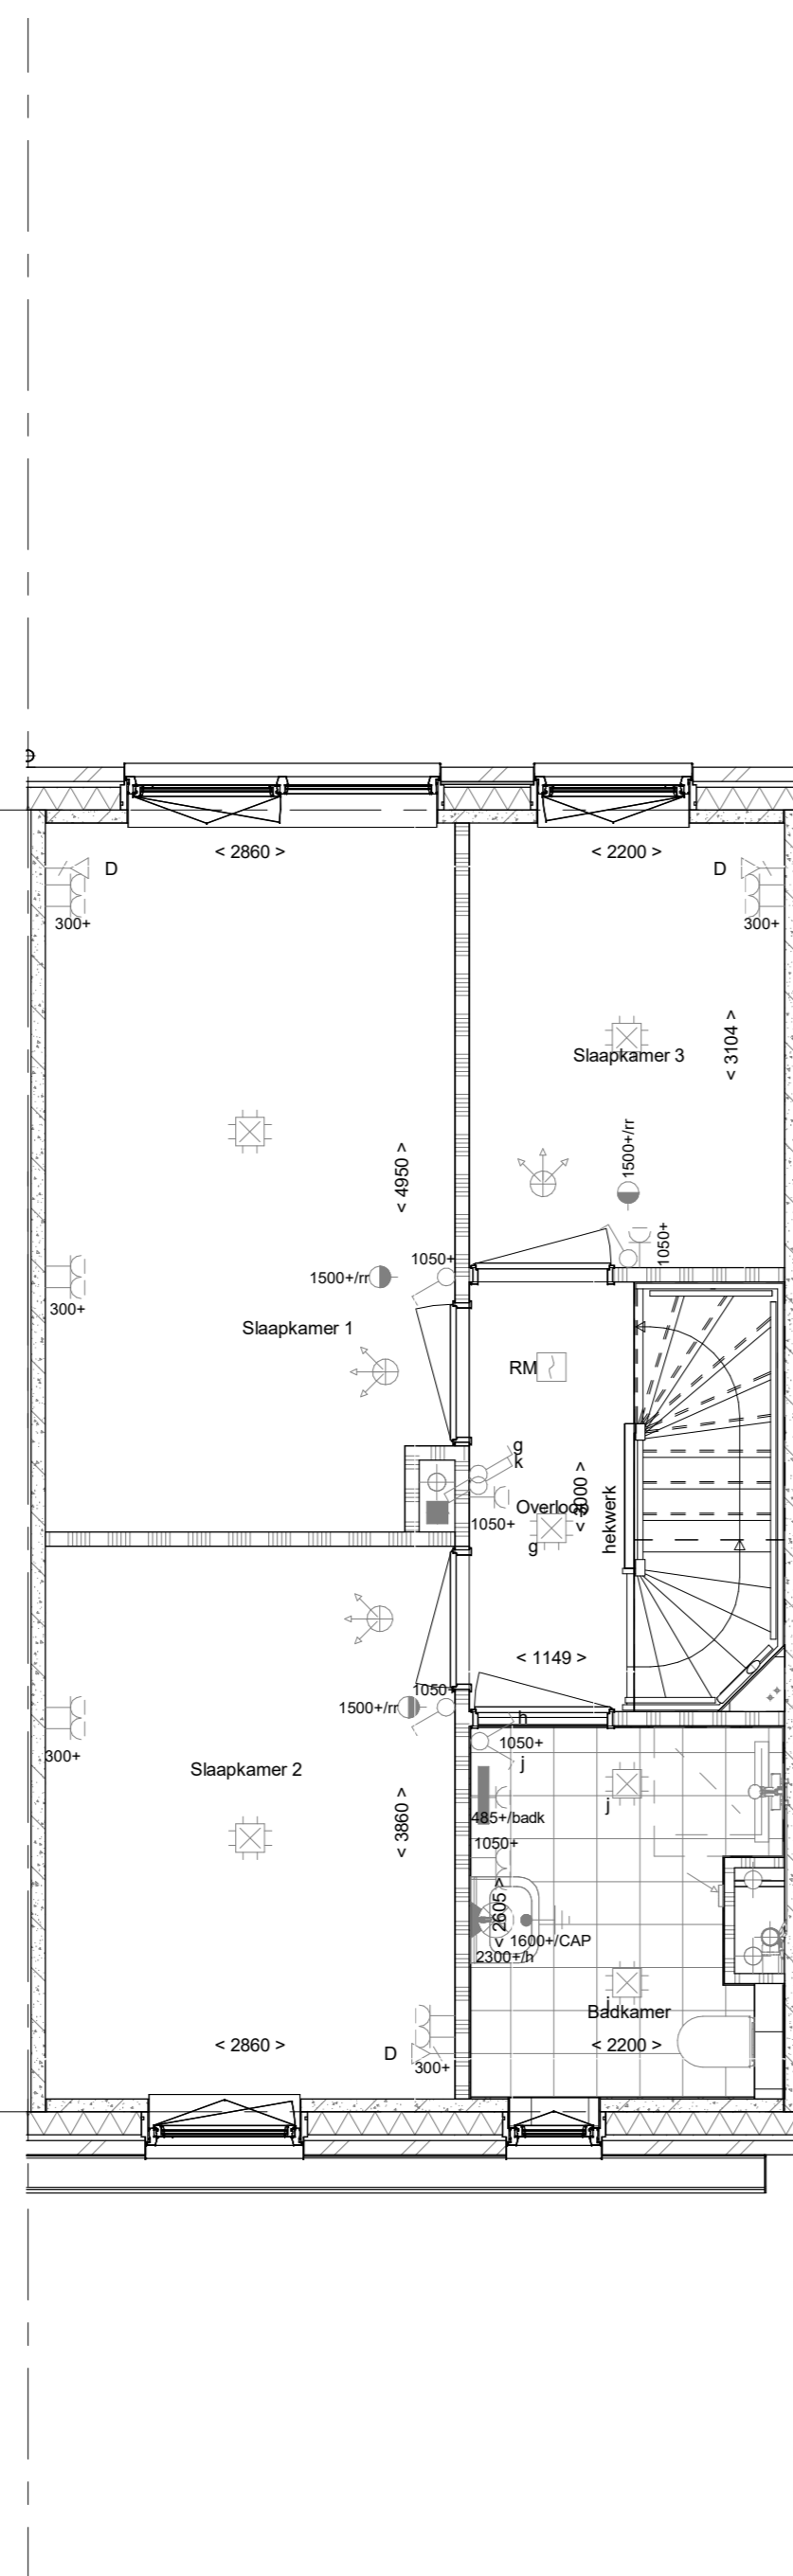 < 2860 >
< 2200 >
D
D
300+
300+
< 3104 >
Slaapkamer 3
1500+/rr
< 4950 >
1050+
1050+
300+
1500+/rr
Slaapkamer 1
RM
g
k
Overloop
< 3000 >
hekwerk
1050+
g
< 1149 >
1050+
1500+/rr
h
1050+
300+
j
Slaapkamer 2
j
485+/badk
< 3860 >
1050+
< 2605 >
1600+/CAP
2300+/h
j
Badkamer
< 2860 >
D
< 2200 >
300+